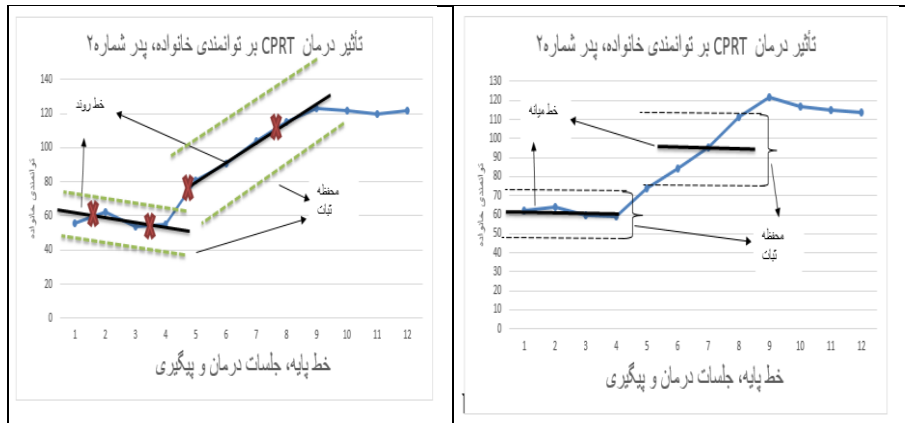 تأثیر درمان CPRT بر توانمندی خانواده، پدر شماره۲
140
120
100
80
60
40
20
0
توانمندی خانواده
خط روند
محفظه
ثبات
1 2 3 4 5 6 7 8 9 10 11 12
خط پایه، جلسات درمان و پیگیری
تأثیر درمان CPRT بر توانمندی خانواده، پدر شماره۲
130
120
110
100
90
80
70
60
50
40
30
20
10
0
توانمندی خانواده
خط میانه
محفظه
ثبات
1 2 3 4 5 6 7 8 9 10 11 12
خط پایه، جلسات درمان و پیگیری